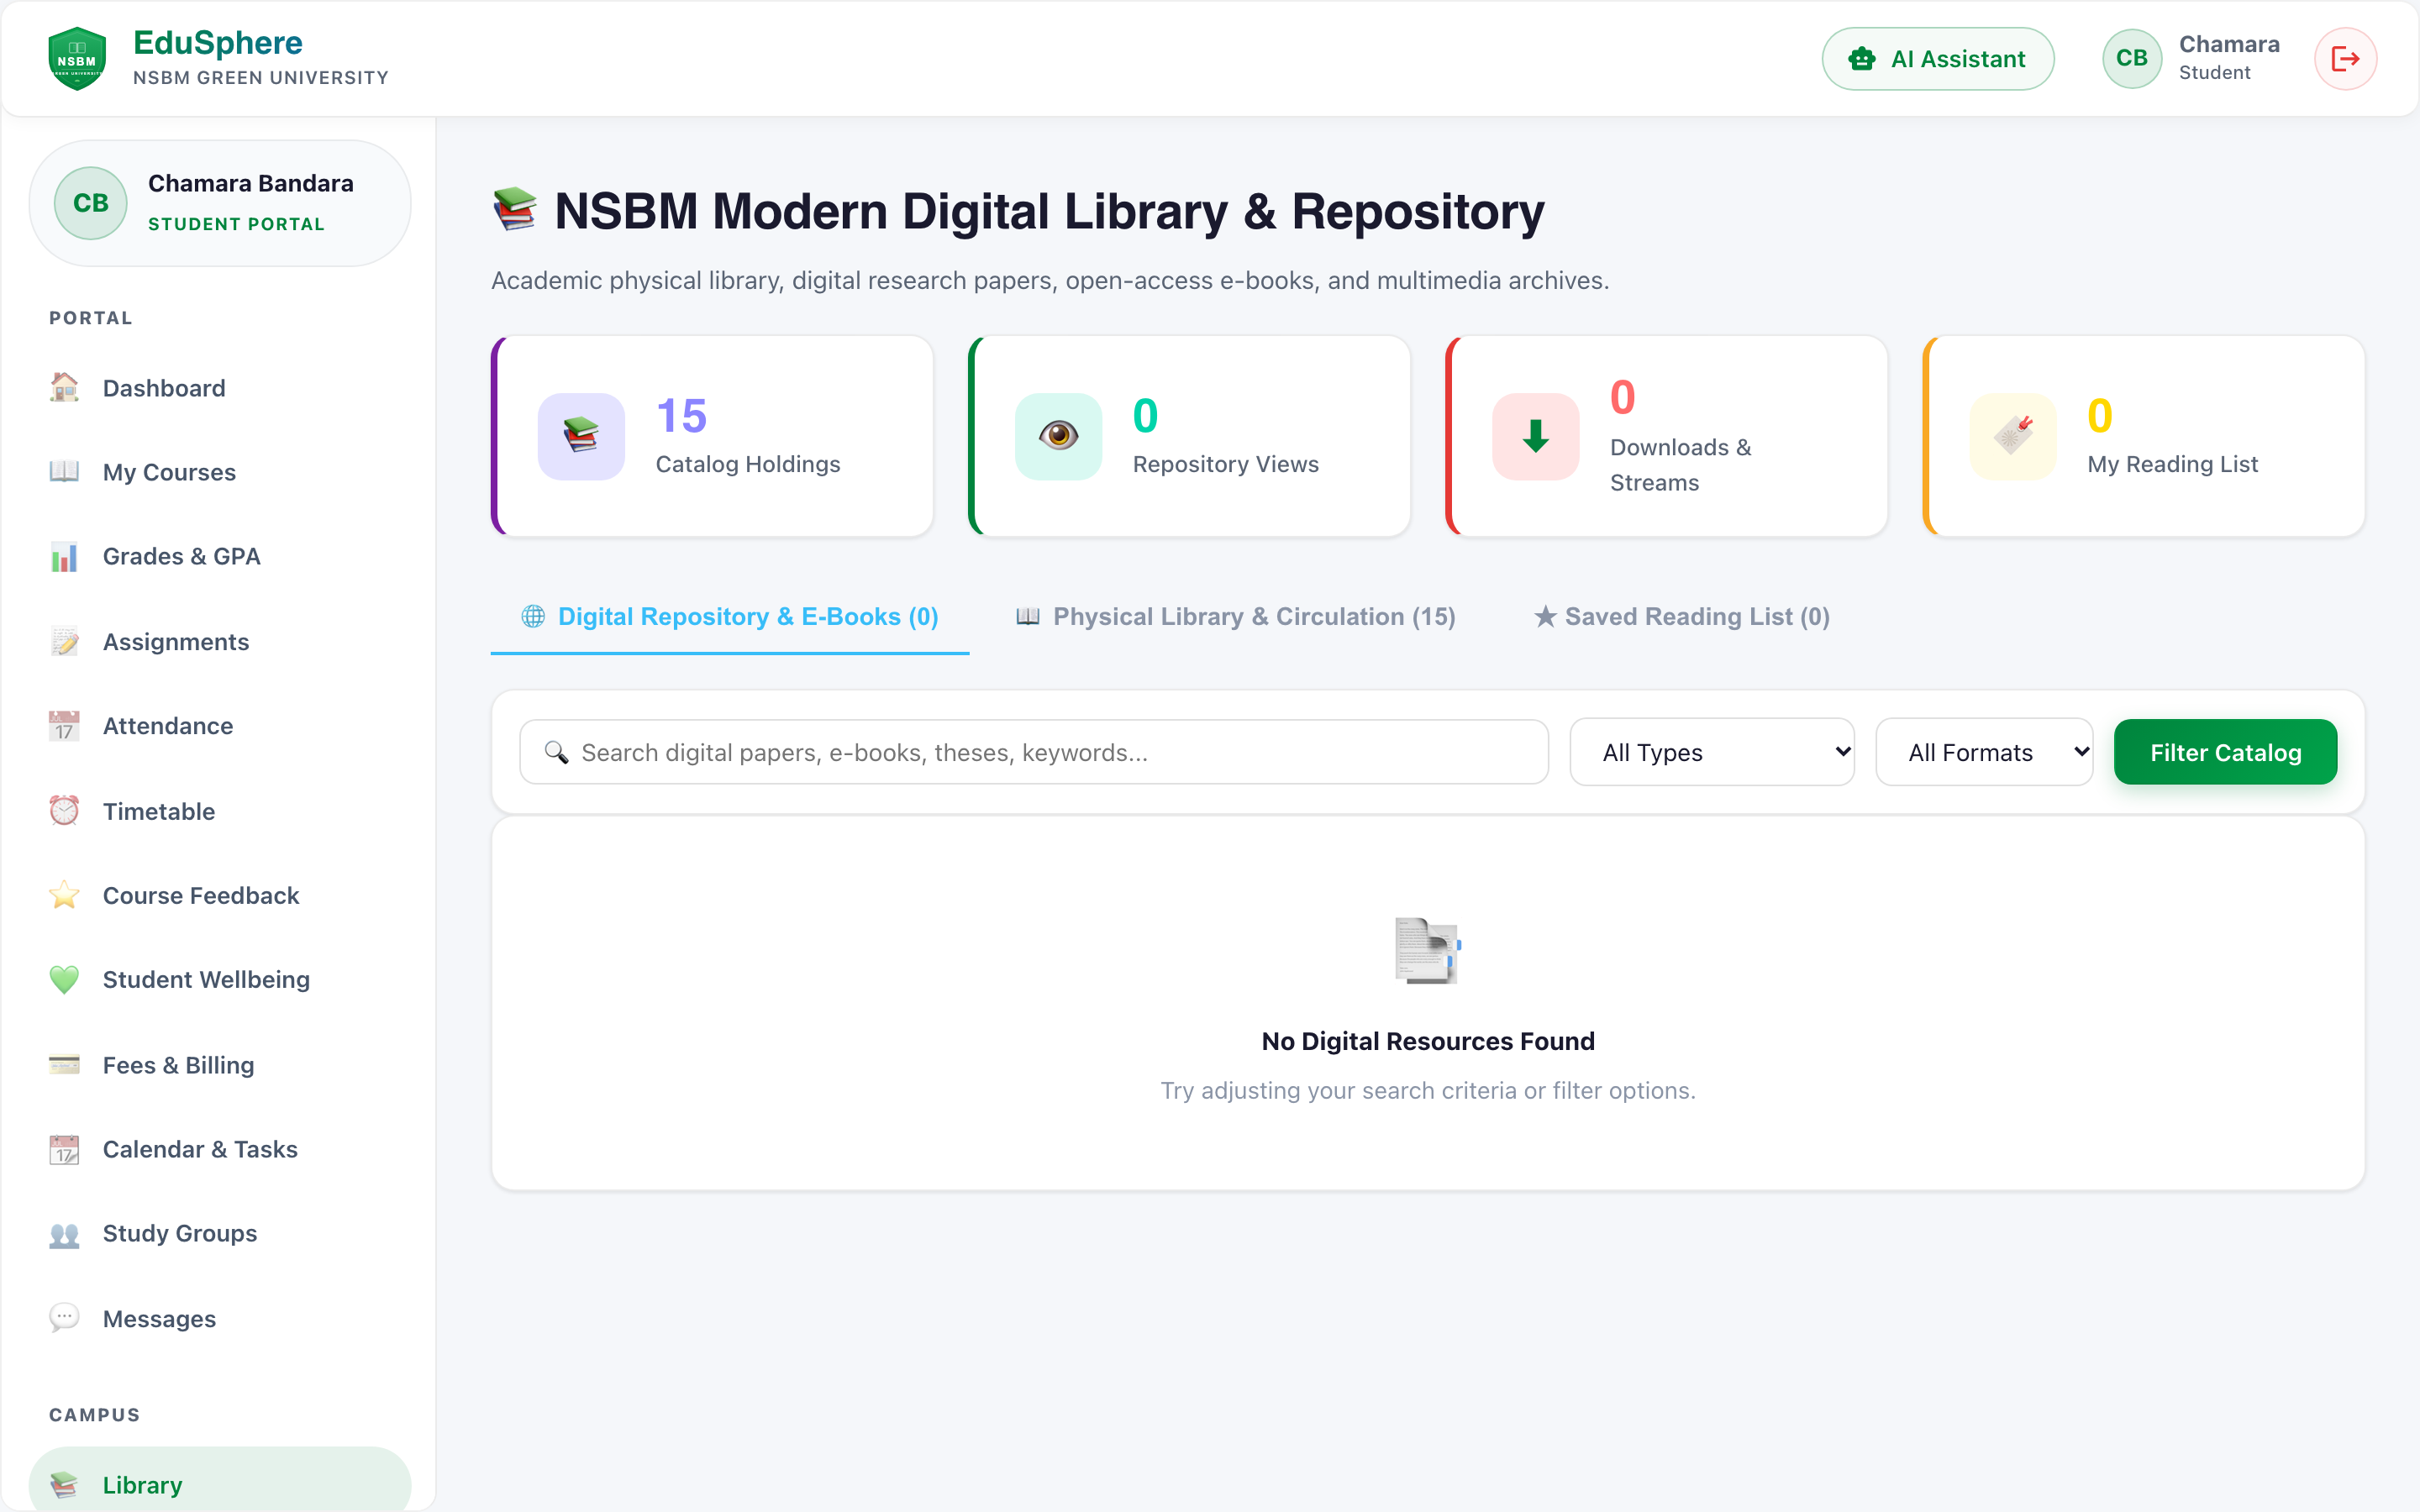 NSBM
GREEN UNIVERSITY
EduSphere
NSBM GREEN UNIVERSITY
AI Assistant
CB
Chamara
Student
CB
Chamara Bandara
STUDENT PORTAL
PORTAL
Dashboard
My Courses
Grades & GPA
Assignments
17
Attendance
Timetable
Course Feedback
Student Wellbeing
Fees & Billing
17
Calendar & Tasks
Study Groups
Messages
CAMPUS
Library
NSBM Modern Digital Library & Repository
Academic physical library, digital research papers, open-access e-books, and multimedia archives.
15
Catalog Holdings
0
Repository Views
0
Downloads &
Streams
0
My Reading List
Digital Repository & E-Books (0)
Physical Library & Circulation (15)
★ Saved Reading List (0)
Search digital papers, e-books, theses, keywords...
All Types
All Formats
Filter Catalog
No Digital Resources Found
Try adjusting your search criteria or filter options.